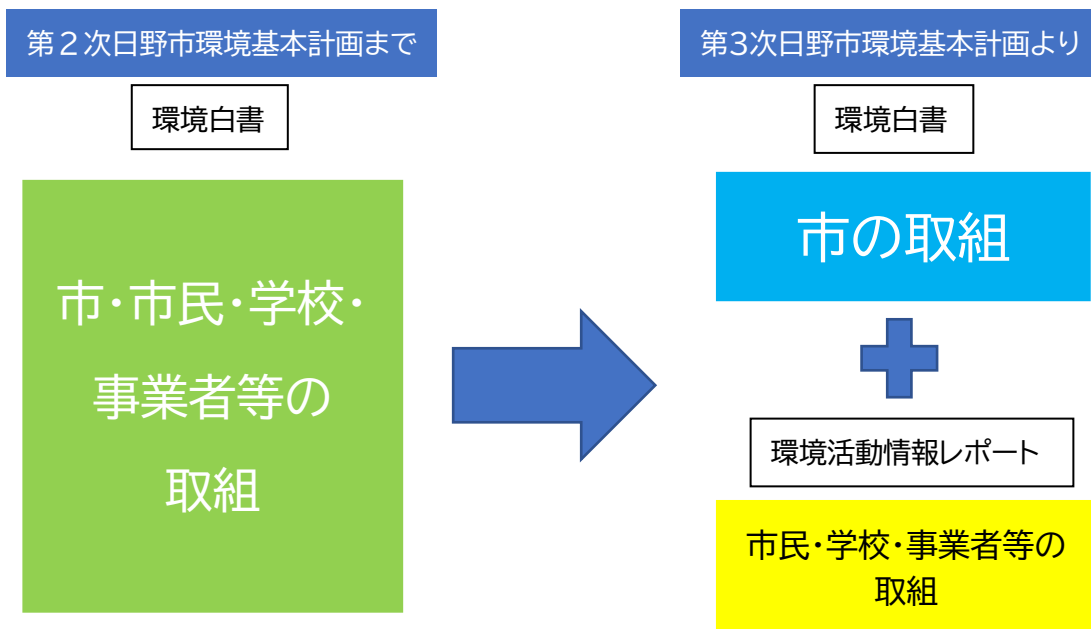 第２次日野市環境基本計画まで
環境白書
市・市民・学校・
事業者等の
取組
第3次日野市環境基本計画より
環境白書
市の取組
環境活動情報レポート
市民・学校・事業者等の
取組